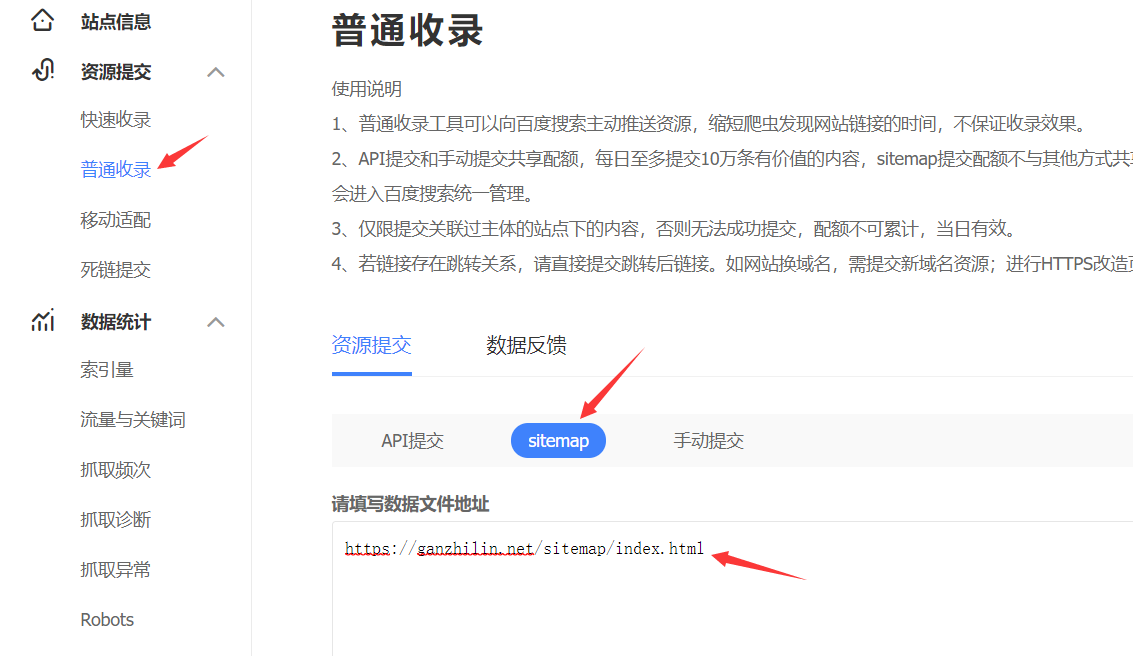 站点信息
资源提交
快速收录
普通收录
移动适配
死链提交
数据统计
索引量
流量与关键词
抓取频次
抓取诊断
抓取异常
Robots
普通收录
使用说明
1、普通收录工具可以向百度搜索主动推送资源，缩短爬虫发现网站链接的时间，不保证收录效果。
2、API提交和手动提交共享配额，每日至多提交10万条有价值的内容，sitemap提交配额不与其他方式共享
会进入百度搜索统一管理。
3、仅限提交关联过主体的站点下的内容，否则无法成功提交，配额不可累计，当日有效。
4、若链接存在跳转关系，请直接提交跳转后链接。如网站换域名，需提交新域名资源；进行HTTPS改造页
资源提交 数据反馈
API提交 sitemap 手动提交
请填写数据文件地址
https://ganzhilin.net/sitemap/index.html